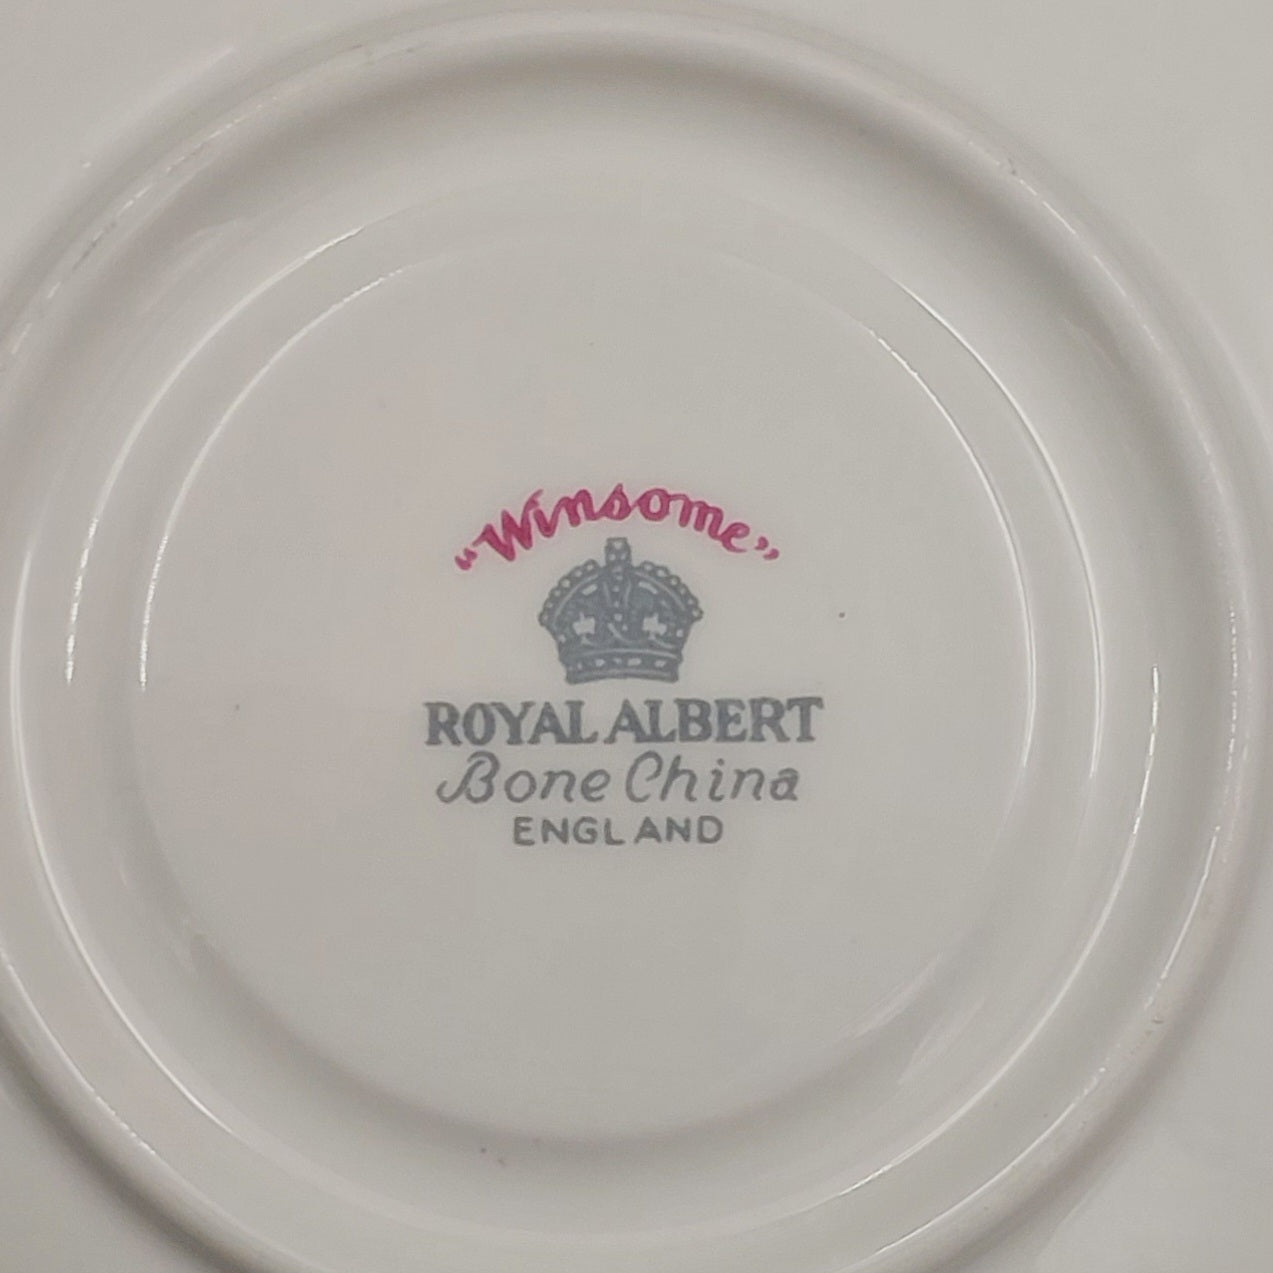 "Winsome"
ROYAL ALBERT
Bone China
ENGLAND